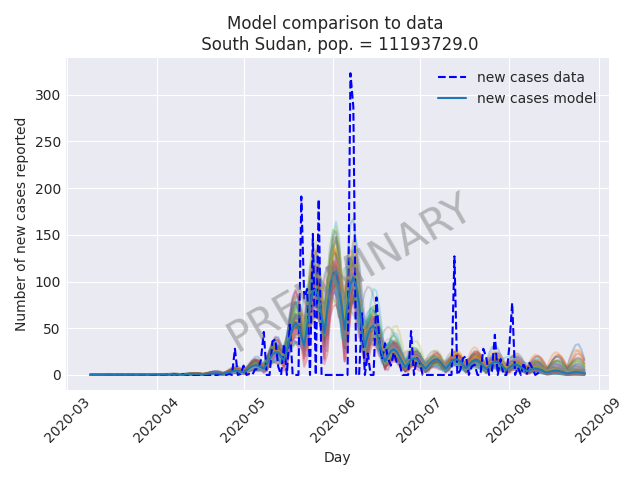 Model comparison to data
South Sudan, pop. = 11193729.0
new cases data
new cases model
PRELIMINARY
Number of new cases reported
300
250
200
150
100
50
0
2020-03
2020-04
2020-05
2020-06
2020-07
2020-08
2020-09
Day